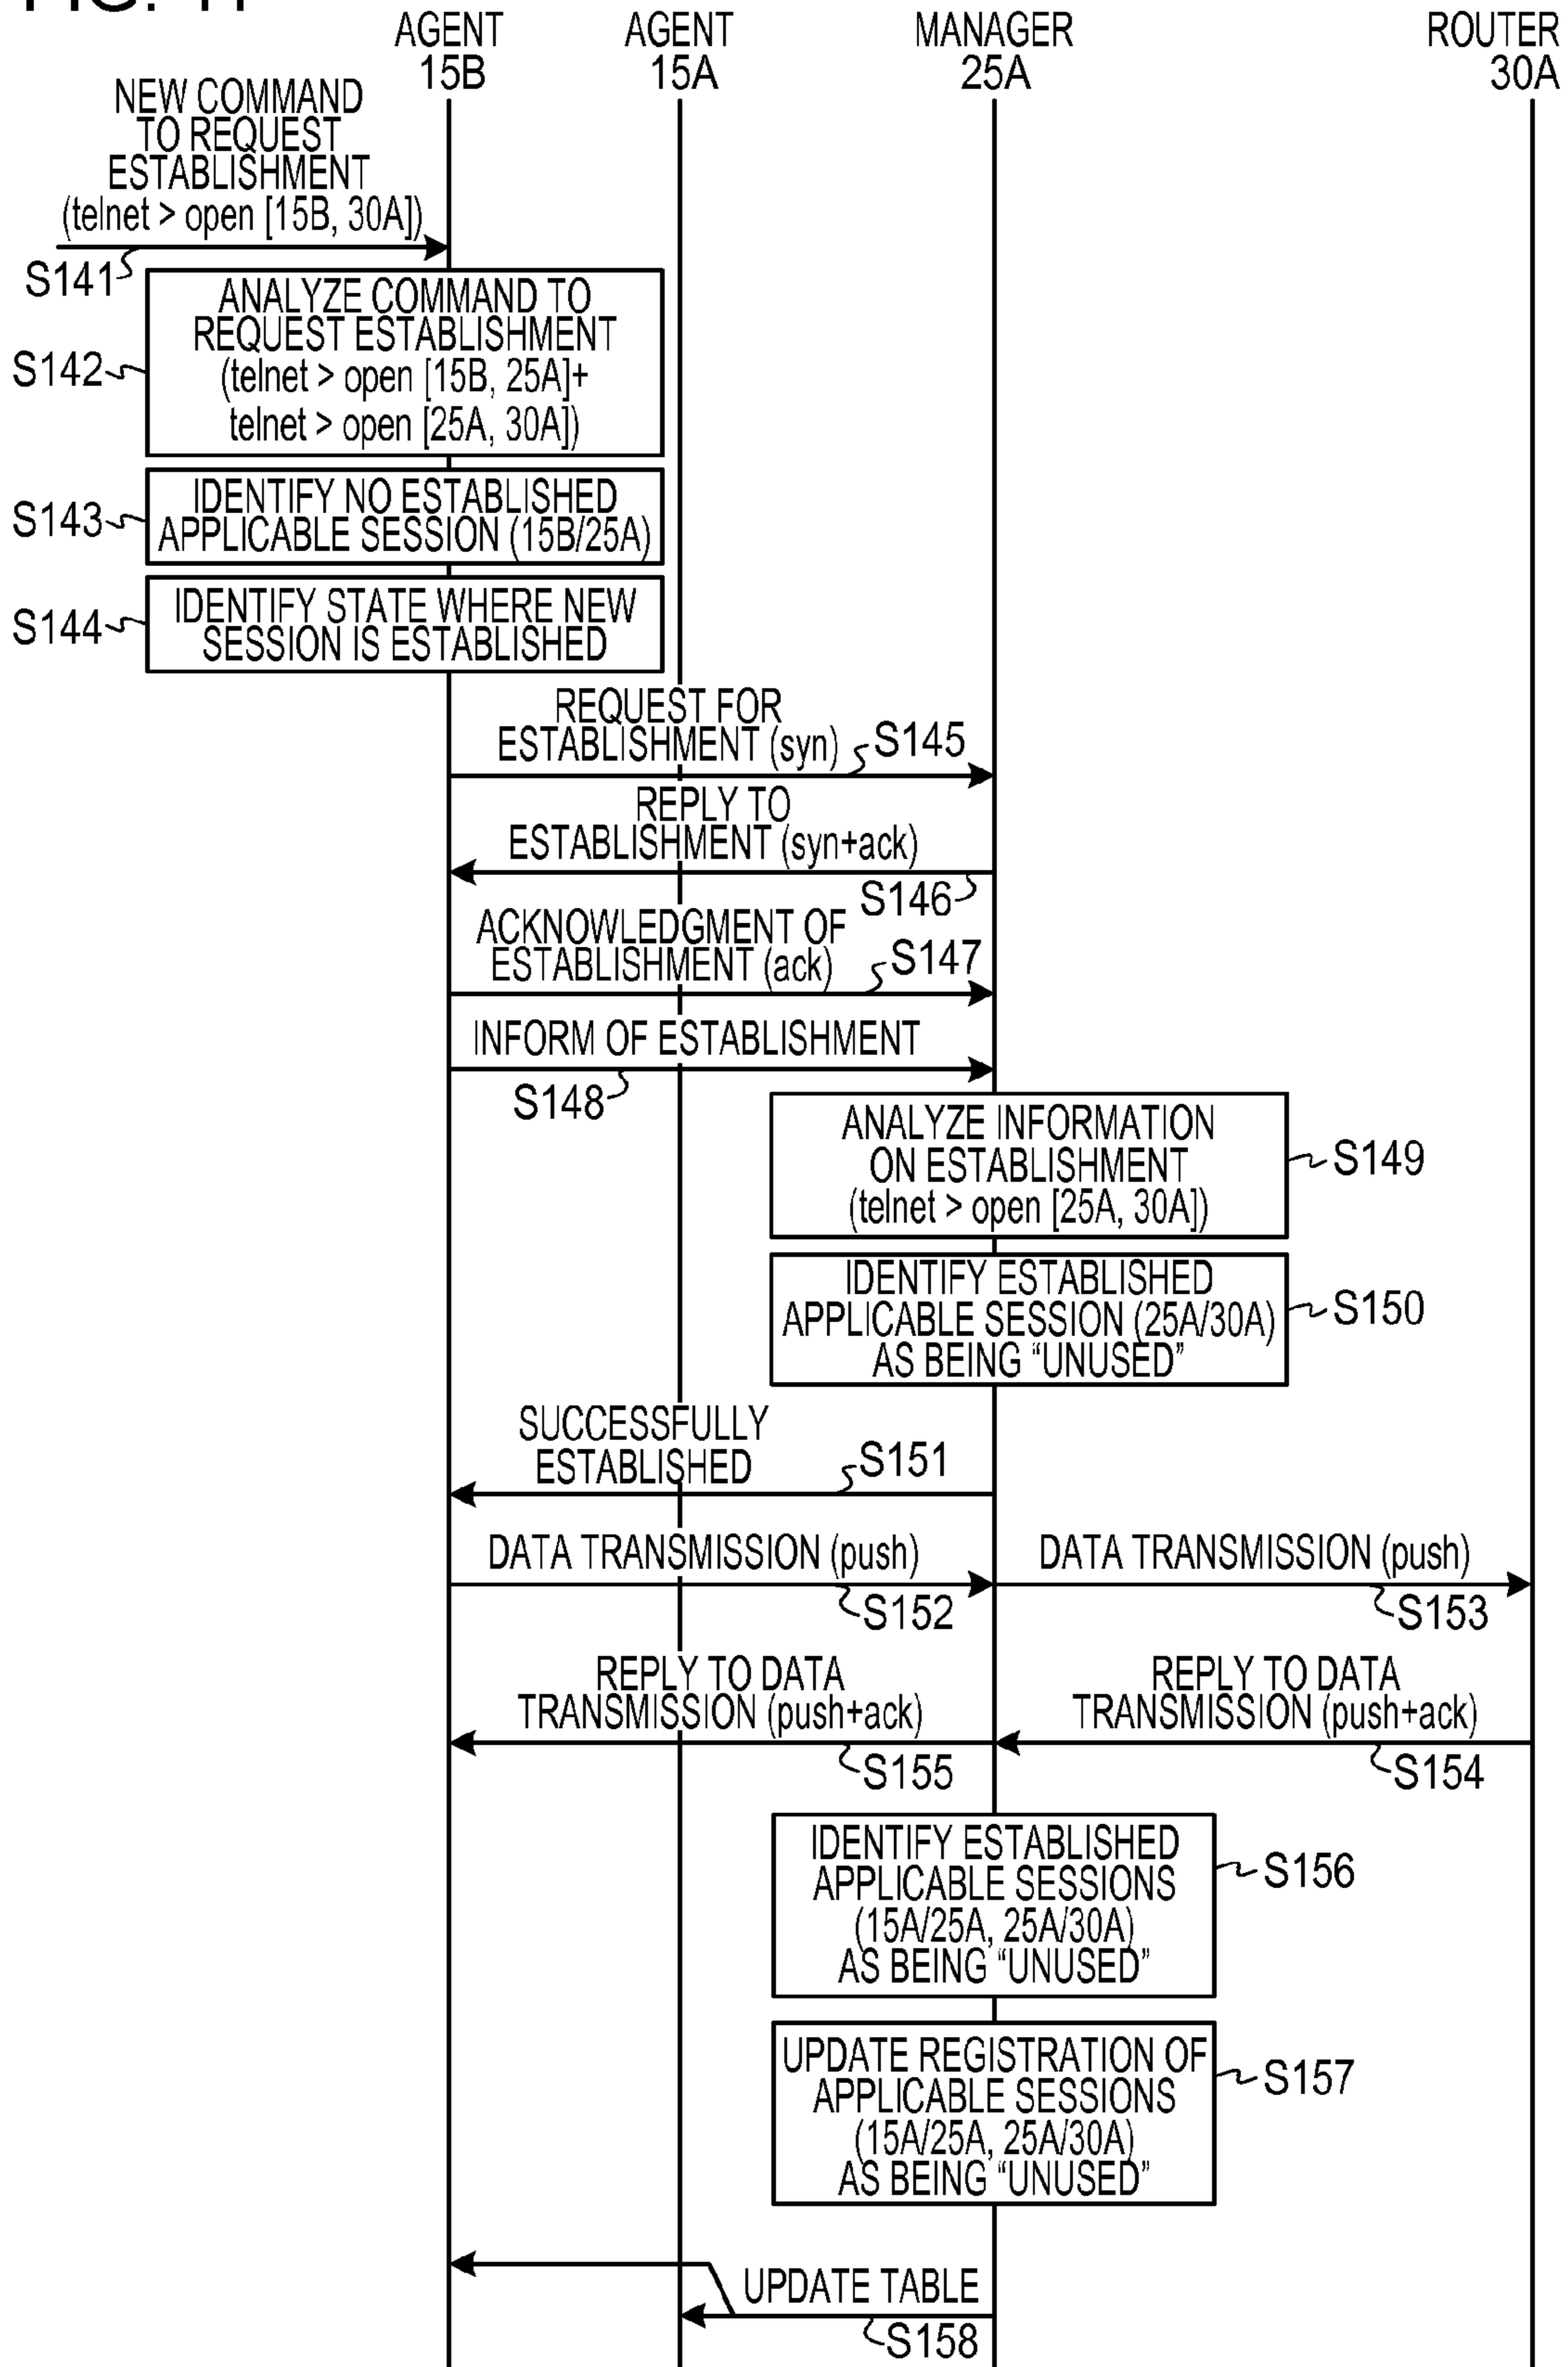 FIG. 11
AGENT
15B
AGENT
15A
MANAGER
25A
ROUTER
30A
NEW COMMAND
TO REQUEST
ESTABLISHMENT
(telnet > open [15B, 30A])
S141
ANALYZE COMMAND TO
REQUEST ESTABLISHMENT
(telnet > open [15B, 25A]+
telnet > open [25A, 30A])
S142
IDENTIFY NO ESTABLISHED
APPLICABLE SESSION (15B/25A)
S143
IDENTIFY STATE WHERE NEW
SESSION IS ESTABLISHED
S144
REQUEST FOR
ESTABLISHMENT (syn)
S145
REPLY TO
ESTABLISHMENT (syn+ack)
S146
ACKNOWLEDGMENT OF
ESTABLISHMENT (ack)
S147
INFORM OF ESTABLISHMENT
S148
ANALYZE INFORMATION
ON ESTABLISHMENT
(telnet > open [25A, 30A])
S149
IDENTIFY ESTABLISHED
APPLICABLE SESSION (25A/30A)
AS BEING “UNUSED”
S150
SUCCESSFULLY
ESTABLISHED
S151
DATA TRANSMISSION (push)
S152
DATA TRANSMISSION (push)
S153
REPLY TO DATA
TRANSMISSION (push+ack)
S155
REPLY TO DATA
TRANSMISSION (push+ack)
S154
IDENTIFY ESTABLISHED
APPLICABLE SESSIONS
(15A/25A, 25A/30A)
AS BEING “UNUSED”
S156
UPDATE REGISTRATION OF
APPLICABLE SESSIONS
(15A/25A, 25A/30A)
AS BEING “UNUSED”
S157
UPDATE TABLE
S158